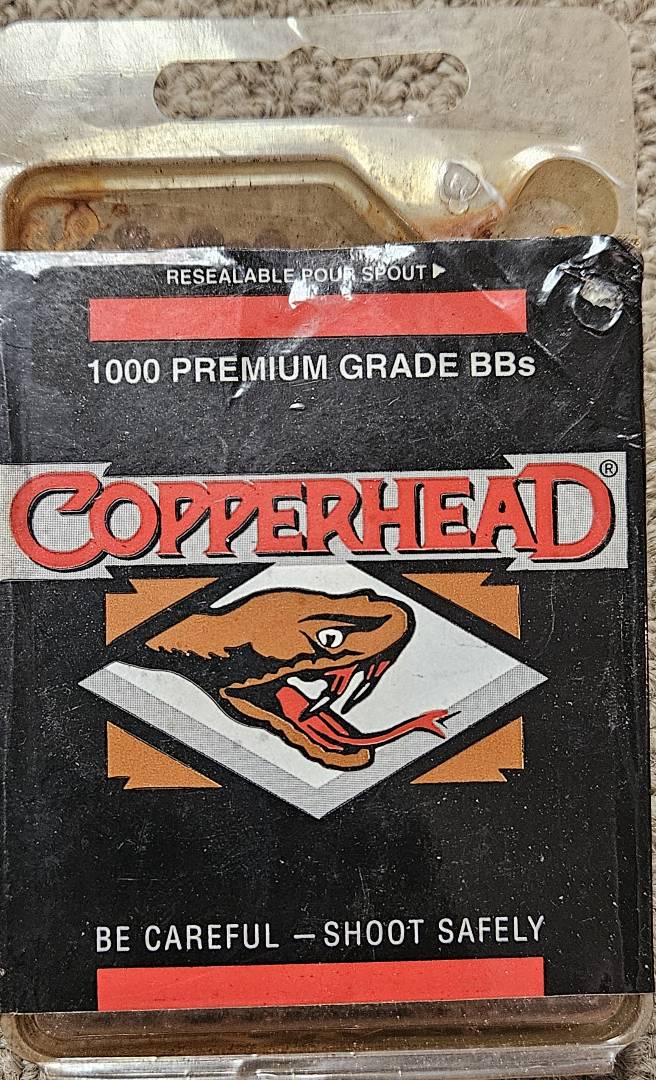 RESEALABLE POUR SPOUT ▶
1000 PREMIUM GRADE BBs
COPPERHEAD®
BE CAREFUL – SHOOT SAFELY